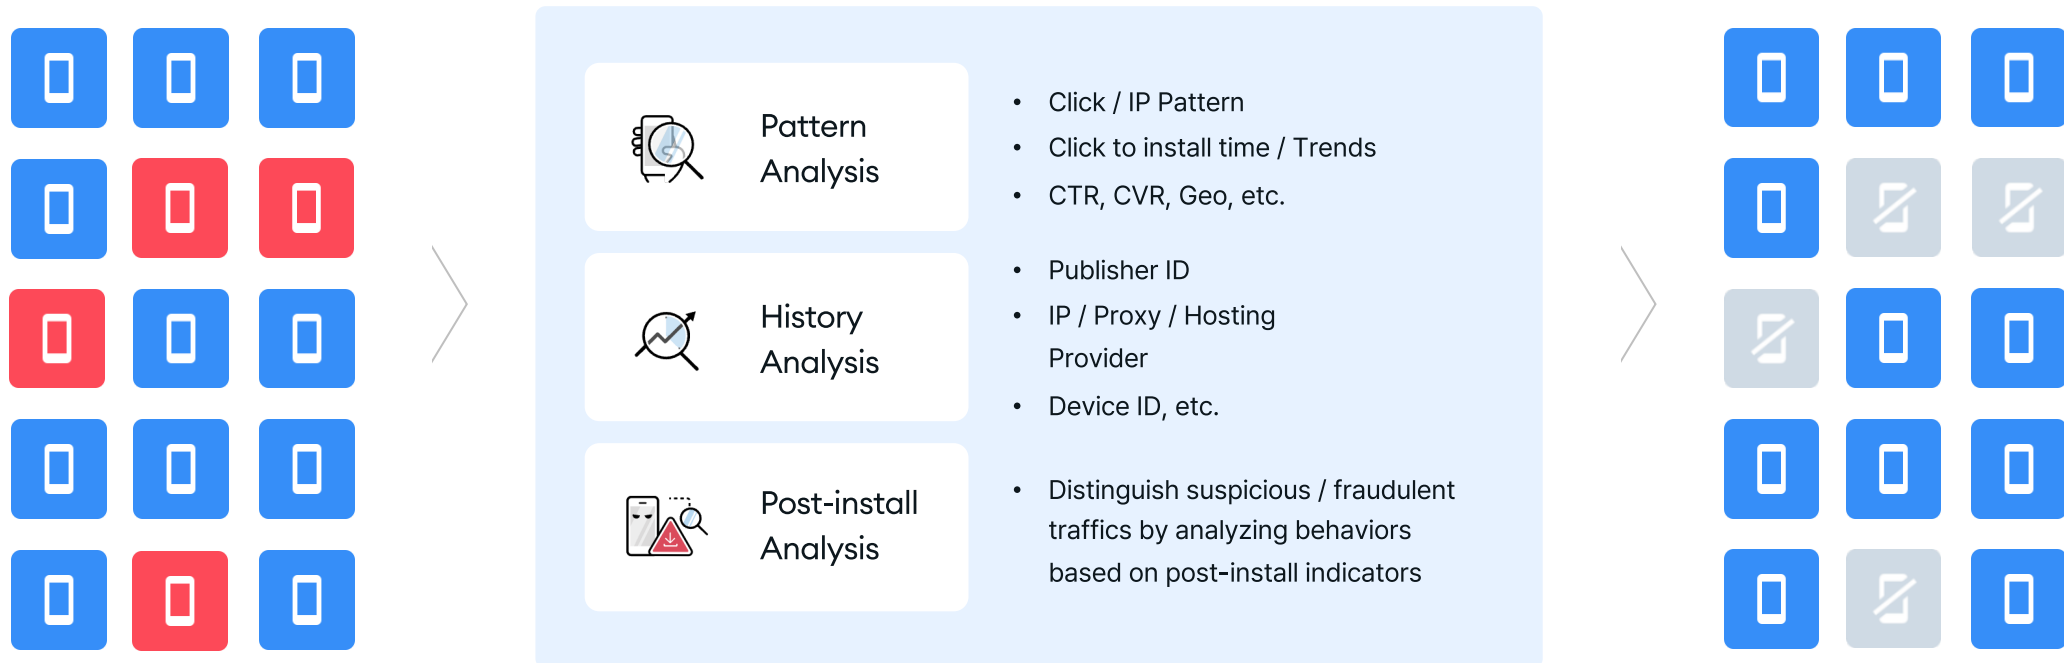 Pattern
Analysis
• Click / IP Pattern
• Click to install time / Trends
• CTR, CVR, Geo, etc.
History
Analysis
• Publisher ID
• IP / Proxy / Hosting
Provider
• Device ID, etc.
Post-install
Analysis
• Distinguish suspicious / fraudulent
traffics by analyzing behaviors
based on post-install indicators